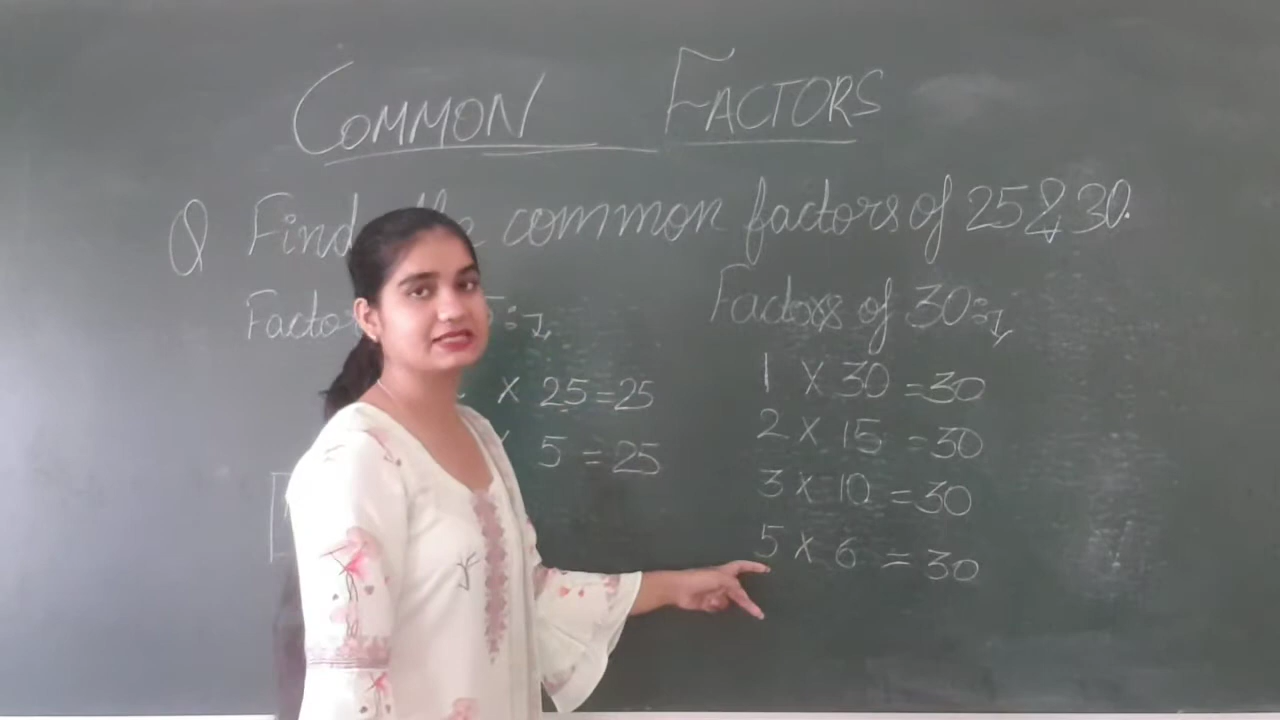 COMMON FACTORS
Q Find the common factors of 25 & 30.
Factors of 30:-
X 25 = 25
5 = 25
1 X 30 = 30
2 X 15 = 30
3 X 10 = 30
5 X 6 = 30